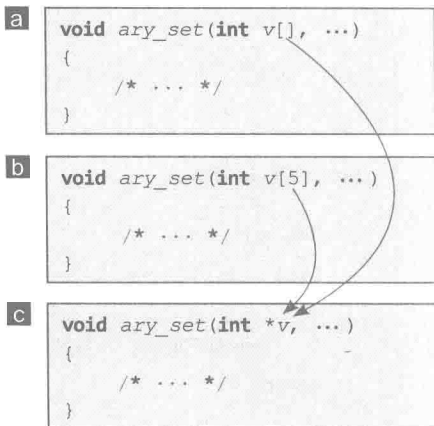 a
void ary_set(int v[], ···)
{
/* ··· */
}
b
void ary_set(int v[5], ···)
{
/* ··· */
}
c
void ary_set(int *v, ···)
{
/* ··· */
}